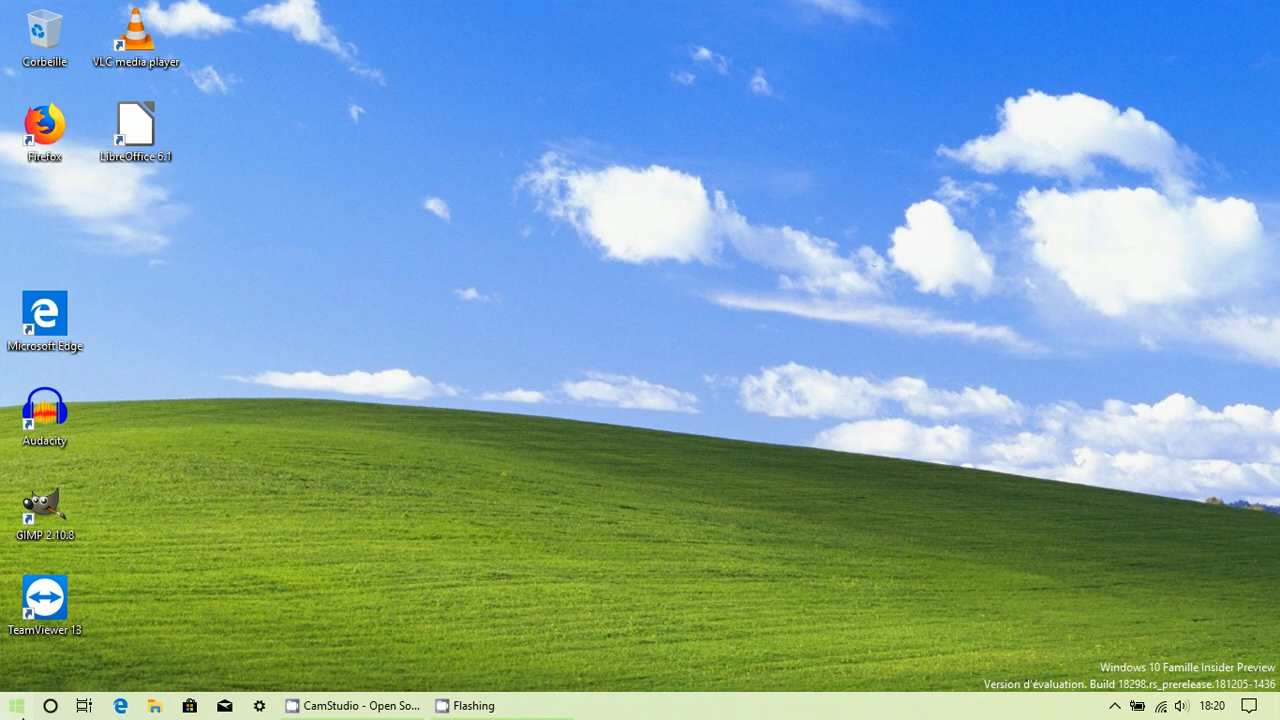 Corbeille
VLC media player
Firefox
LibreOffice 6.1
Microsoft Edge
Audacity
GIMP 2.10.8
TeamViewer 13
Windows 10 Famille Insider Preview
Version d'évaluation. Build 18298.rs_prerelease.181205-1436
CamStudio - Open So...
Flashing
18:20